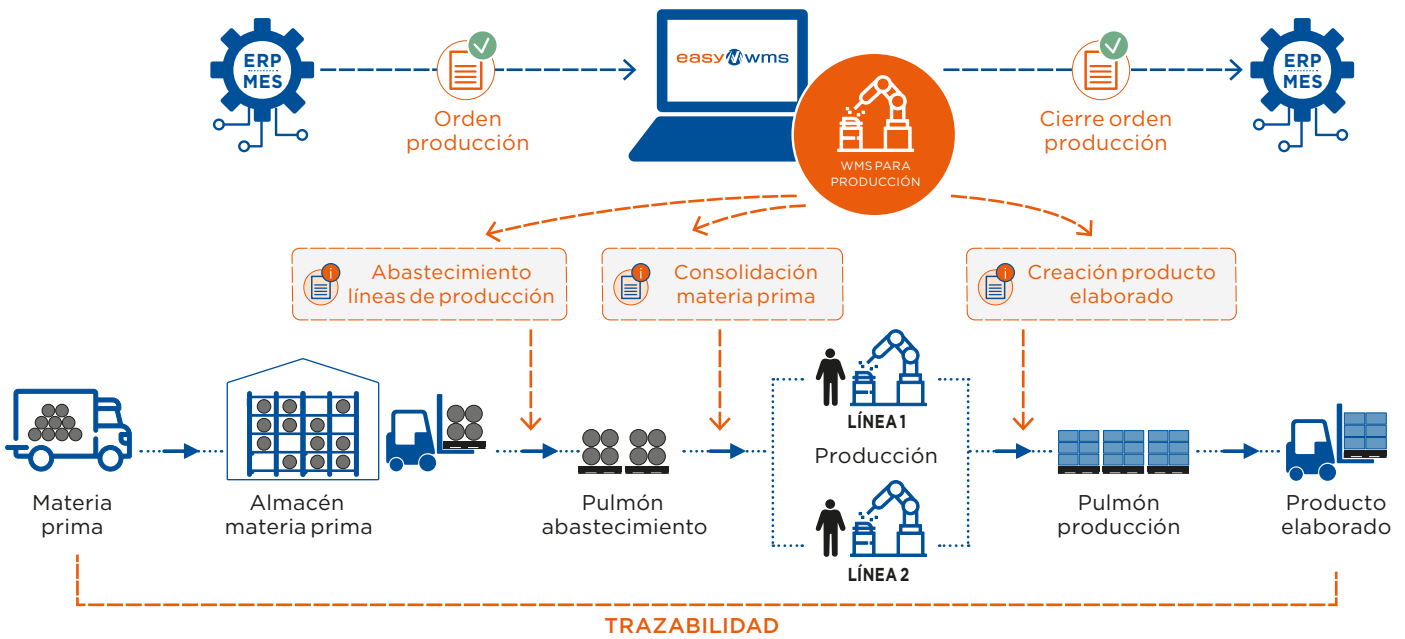 ERP
MES
Orden
producción
easy wms
WMS PARA
PRODUCCIÓN
Cierre orden
producción
ERP
MES
i
Abastecimiento
líneas de producción
i
Consolidación
materia prima
i
Creación producto
elaborado
Materia
prima
Almacén
materia prima
Pulmón
abastecimiento
LÍNEA 1
Producción
LÍNEA 2
Pulmón
producción
Producto
elaborado
TRAZABILIDAD